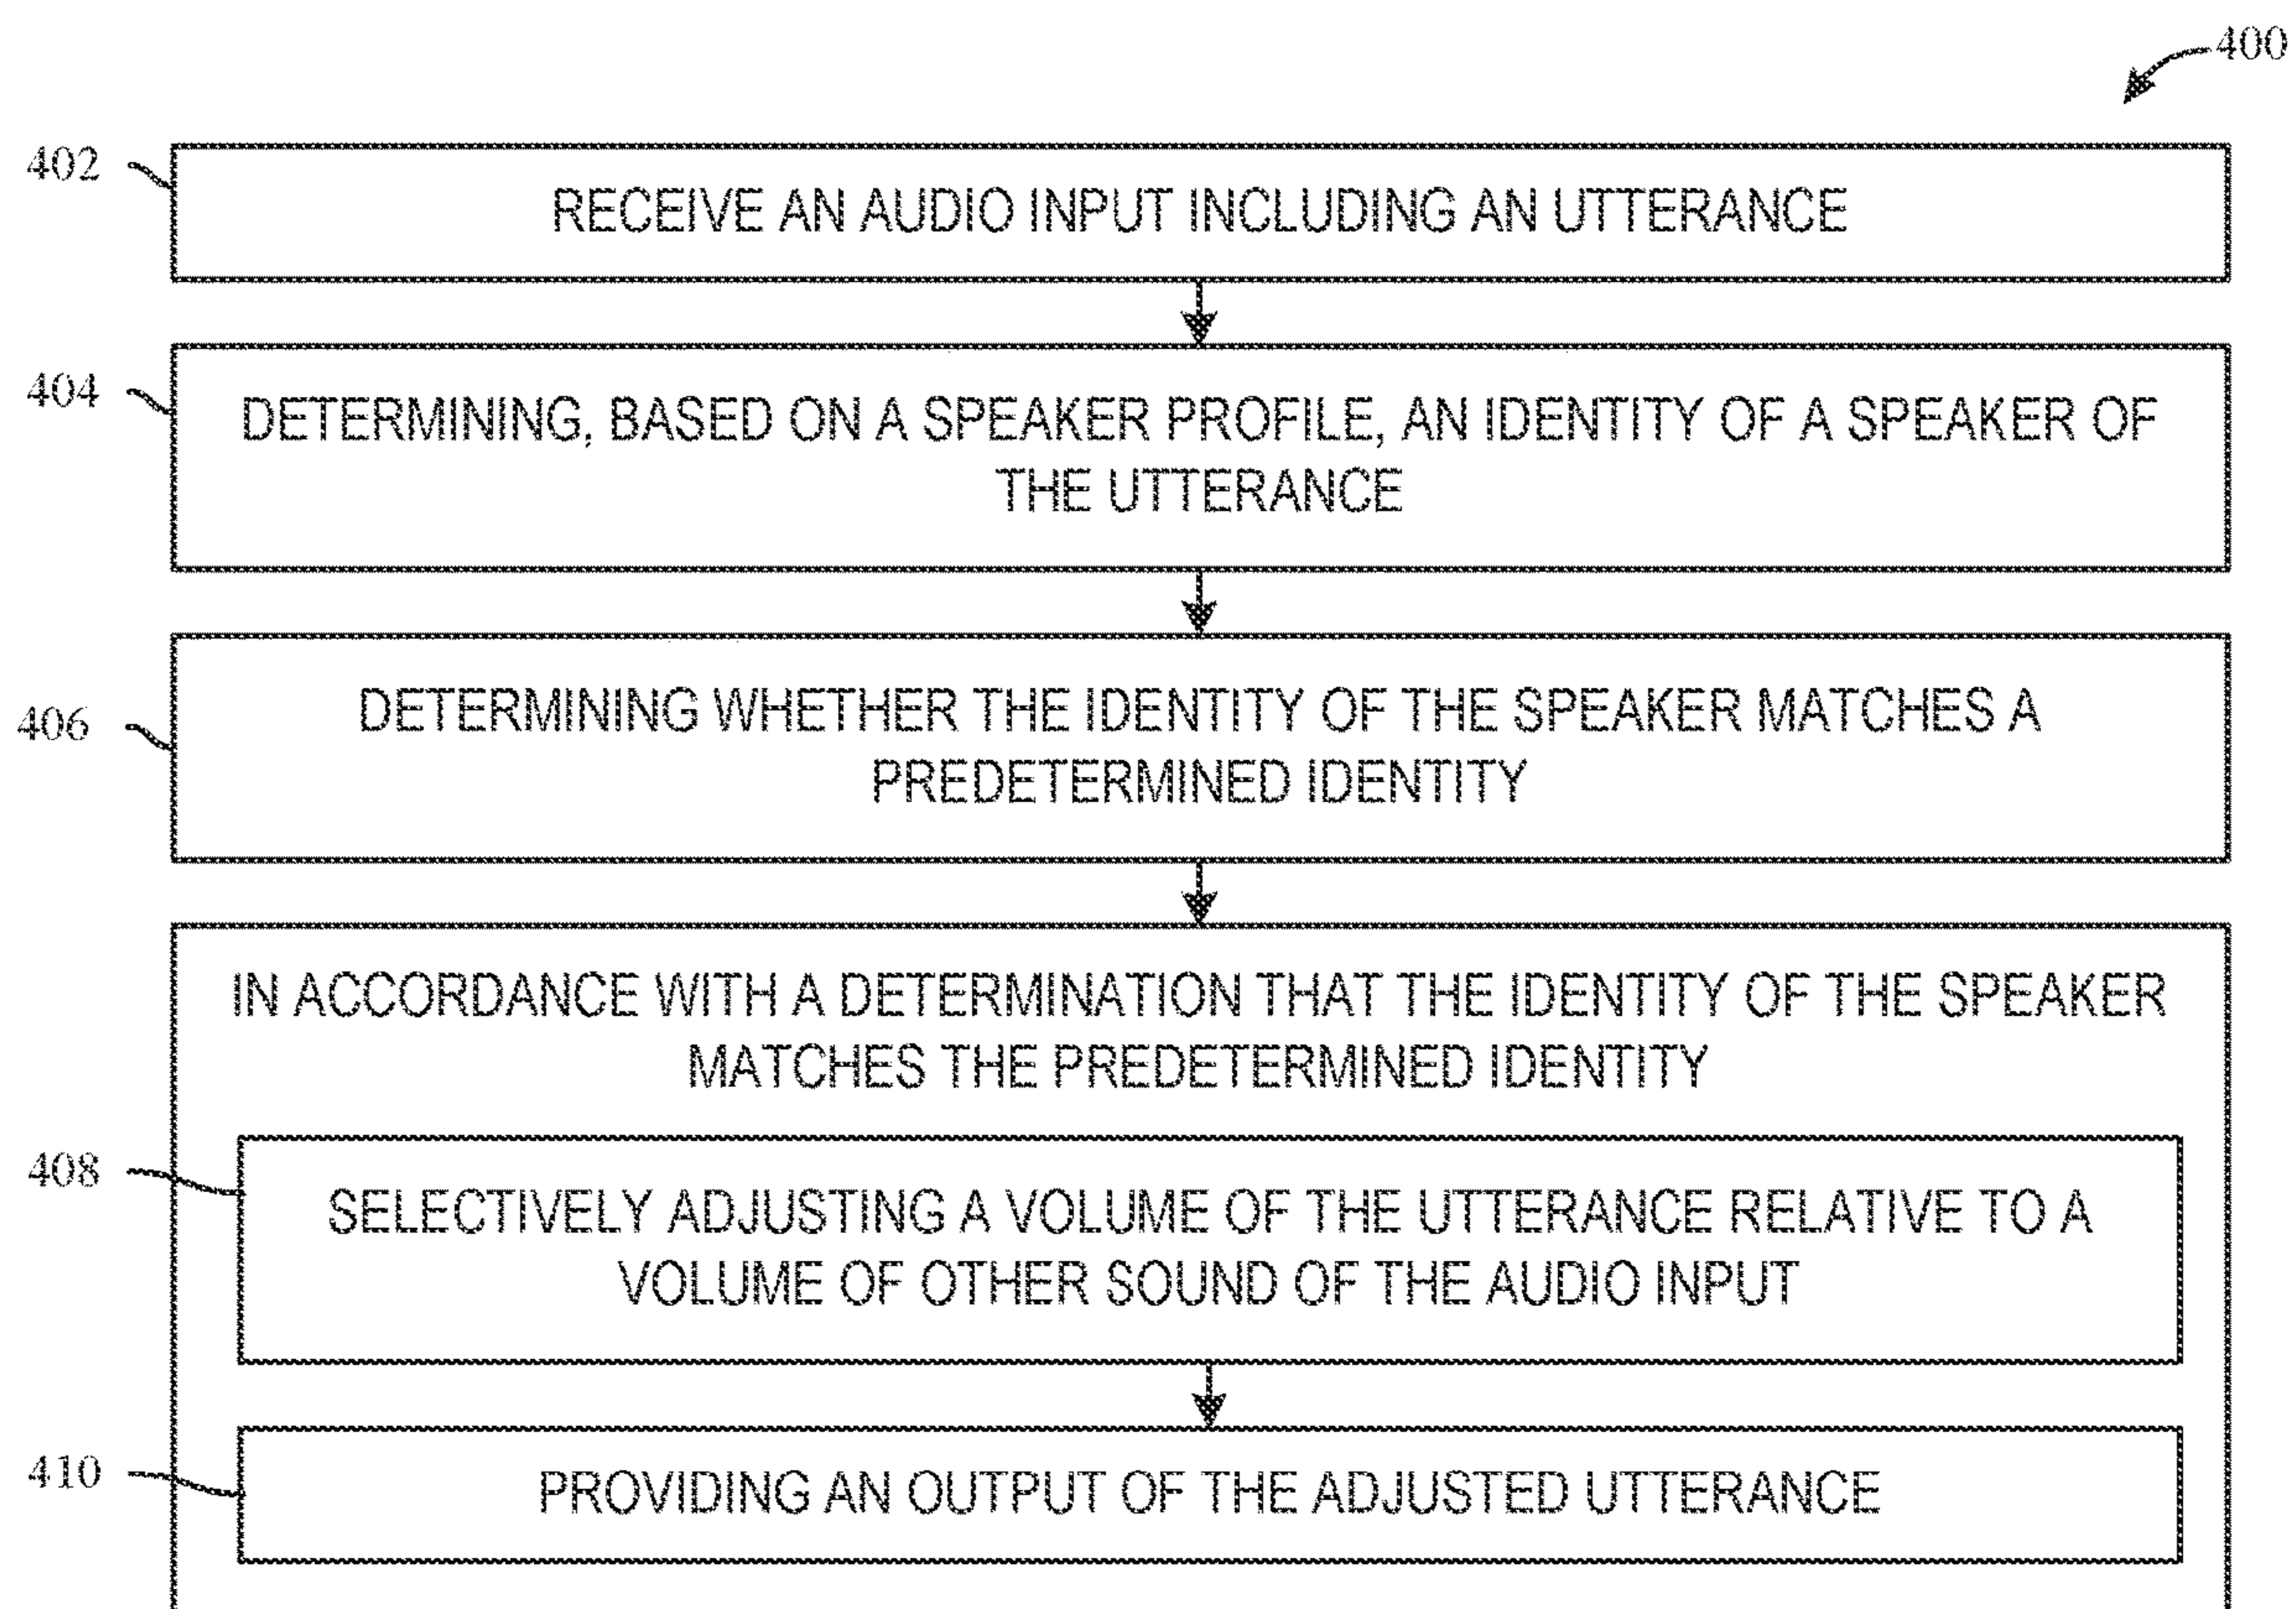 400
402
RECEIVE AN AUDIO INPUT INCLUDING AN UTTERANCE
404
DETERMINING, BASED ON A SPEAKER PROFILE, AN IDENTITY OF A SPEAKER OF
THE UTTERANCE
406
DETERMINING WHETHER THE IDENTITY OF THE SPEAKER MATCHES A
PREDETERMINED IDENTITY
IN ACCORDANCE WITH A DETERMINATION THAT THE IDENTITY OF THE SPEAKER
MATCHES THE PREDETERMINED IDENTITY
408
SELECTIVELY ADJUSTING A VOLUME OF THE UTTERANCE RELATIVE TO A
VOLUME OF OTHER SOUND OF THE AUDIO INPUT
410
PROVIDING AN OUTPUT OF THE ADJUSTED UTTERANCE